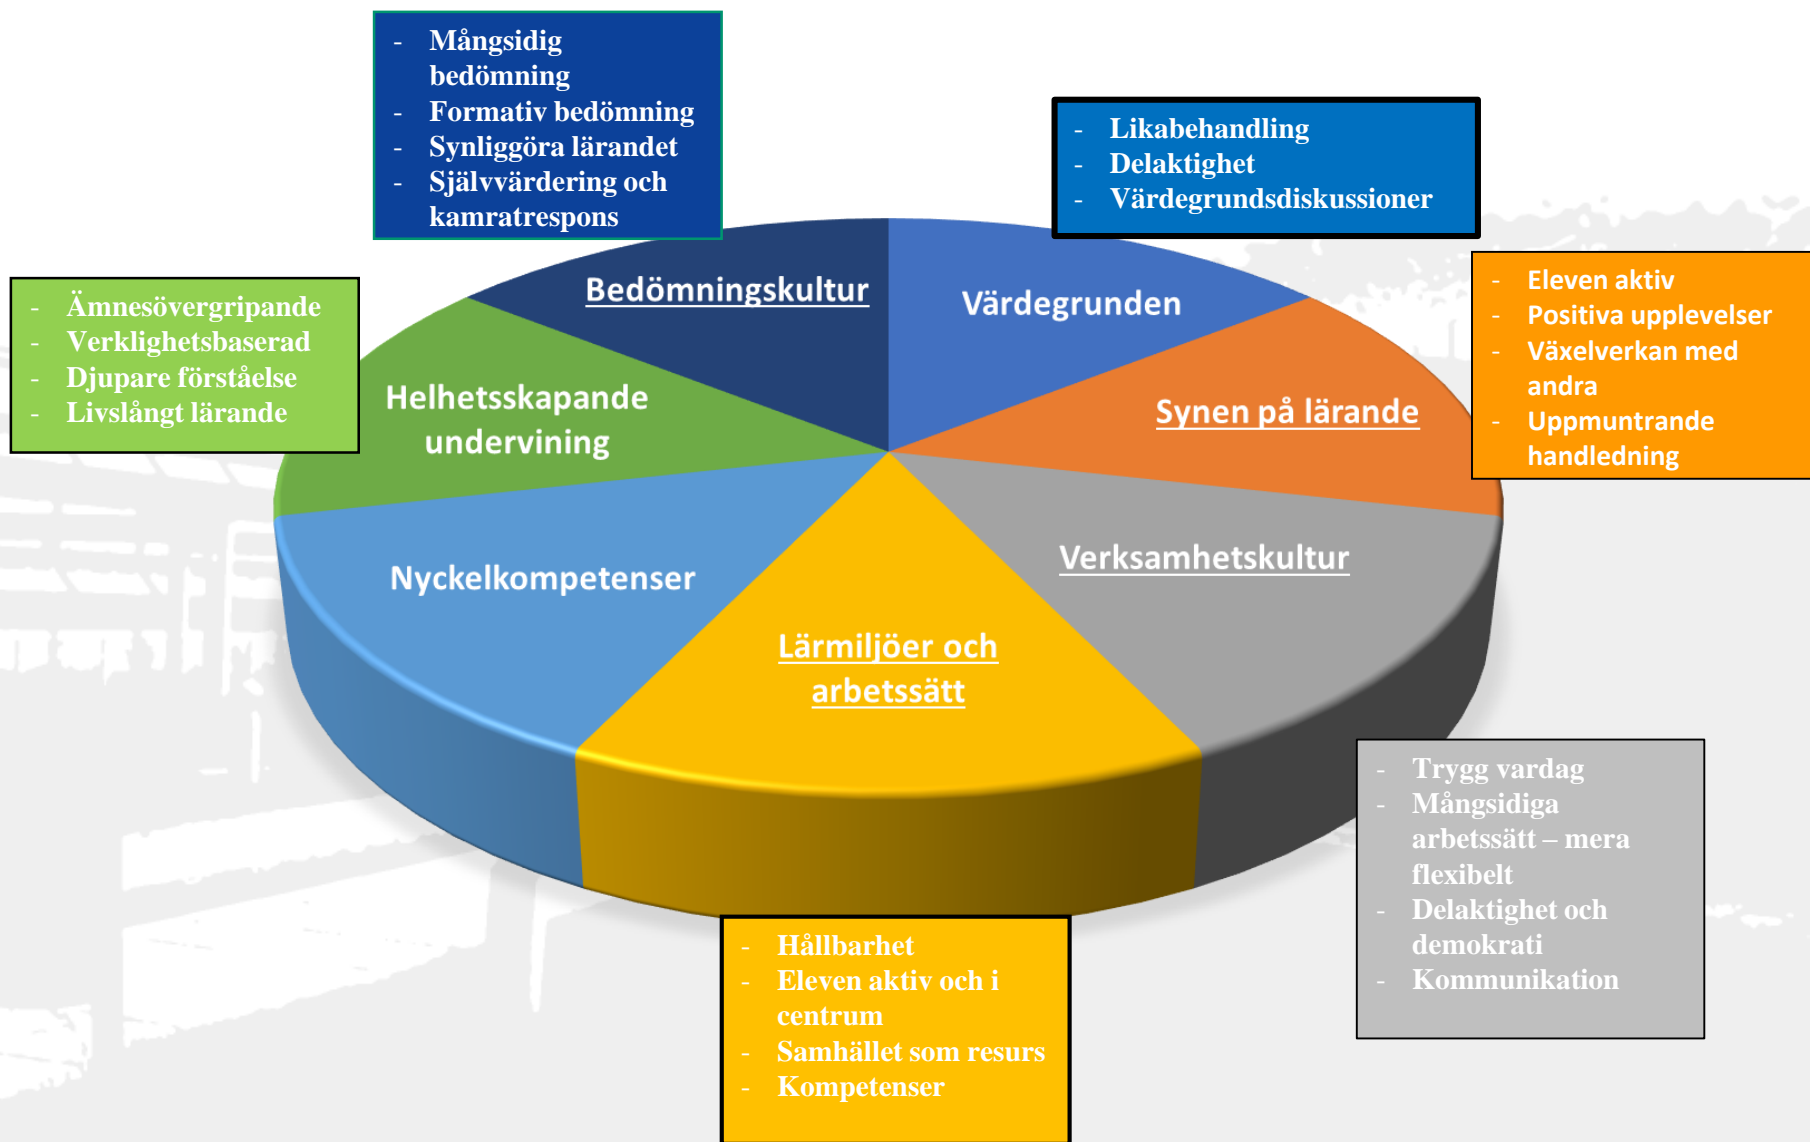 - Mångsidig
bedömning
- Formativ bedömning
- Synliggöra lärandet
- Självvärdering och
kamratrespons
- Likabehandling
- Delaktighet
- Värdegrundsdiskussioner
- Ämnesövergripande
- Verklighetsbaserad
- Djupare förståelse
- Livslångt lärande
Bedömningskultur
Värdegrunden
- Eleven aktiv
- Positiva upplevelser
- Växelverkan med
andra
- Uppmuntrande
handledning
Helhetsskapande
undervining
Synen på lärande
Nyckelkompetenser
Verksamhetskultur
Lärmiljöer och
arbetssätt
- Trygg vardag
- Mångsidiga
arbetssätt – mera
flexibelt
- Delaktighet och
demokrati
- Kommunikation
- Hållbarhet
- Eleven aktiv och i
centrum
- Samhället som resurs
- Kompetenser